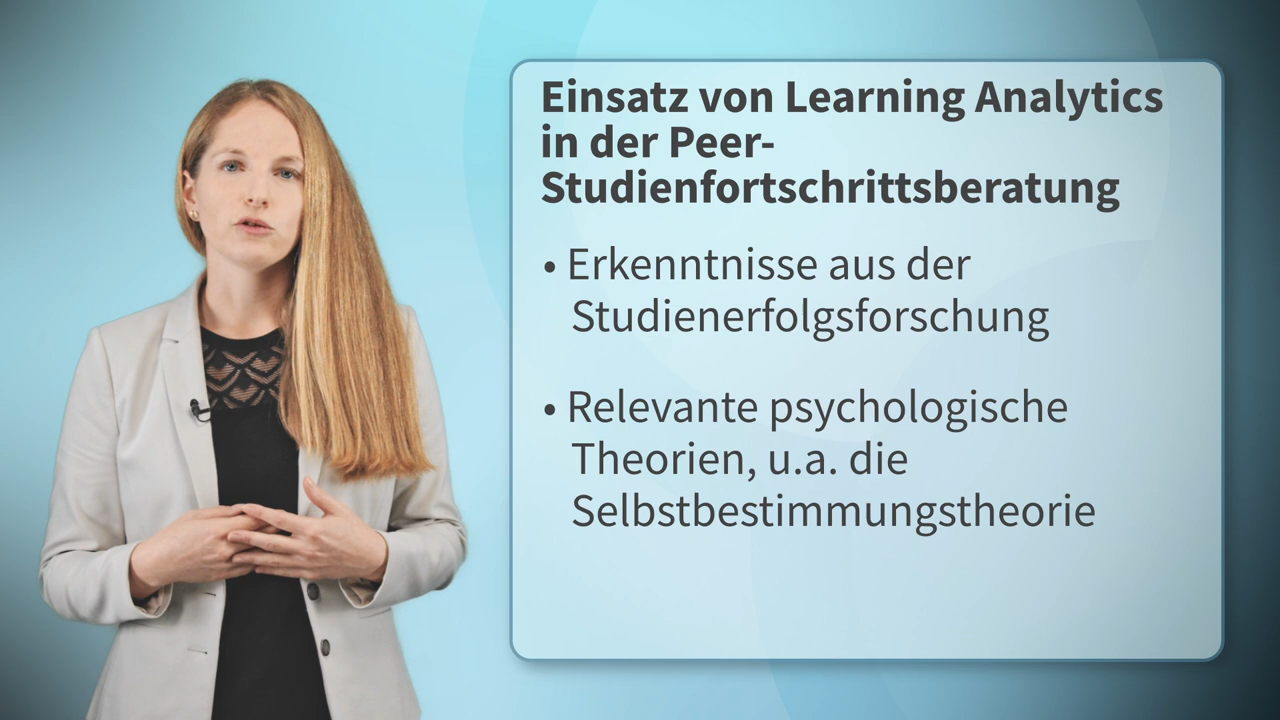 Einsatz von Learning Analytics
in der Peer-
Studienfortschrittsberatung
• Erkenntnisse aus der
Studienerfolgsforschung
• Relevante psychologische
Theorien, u.a. die
Selbstbestimmungstheorie